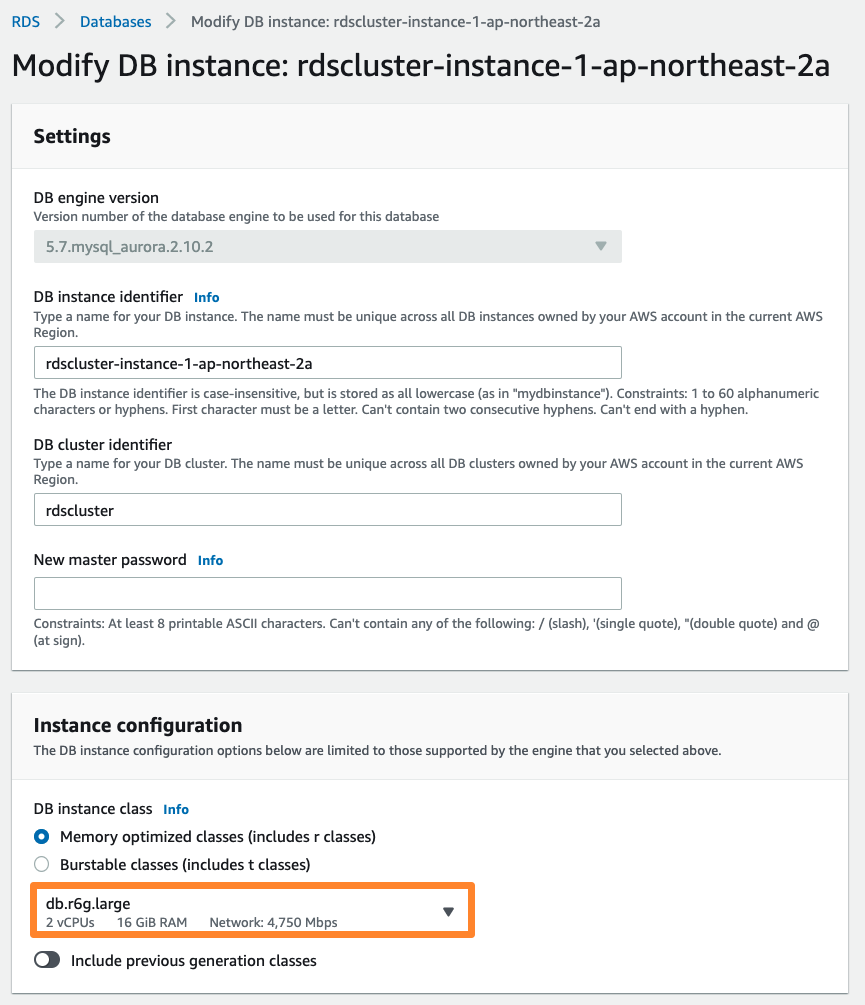 RDS > Databases > Modify DB instance: rdscluster-instance-1-ap-northeast-2a
Modify DB instance: rdscluster-instance-1-ap-northeast-2a
Settings
DB engine version
Version number of the database engine to be used for this database
5.7.mysql_aurora.2.10.2
DB instance identifier Info
Type a name for your DB instance. The name must be unique across all DB instances owned by your AWS account in the current AWS
Region.
rdscluster-instance-1-ap-northeast-2a
The DB instance identifier is case-insensitive, but is stored as all lowercase (as in "mydbinstance"). Constraints: 1 to 60 alphanumeric
characters or hyphens. First character must be a letter. Can't contain two consecutive hyphens. Can't end with a hyphen.
DB cluster identifier
Type a name for your DB cluster. The name must be unique across all DB clusters owned by your AWS account in the current AWS
Region.
rdscluster
New master password Info
Constraints: At least 8 printable ASCII characters. Can't contain any of the following: / (slash), '(single quote), "(double quote) and @
(at sign).
Instance configuration
The DB instance configuration options below are limited to those supported by the engine that you selected above.
DB instance class Info
Memory optimized classes (includes r classes)
Burstable classes (includes t classes)
db.r6g.large
2 vCPUs 16 GiB RAM Network: 4,750 Mbps
Include previous generation classes